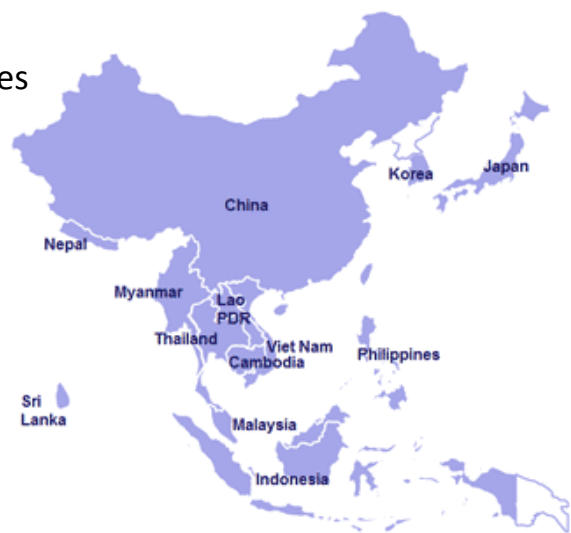 es
Korea
Japan
China
Nepal
Myanmar
Lao
PDR
Thailand
Viet Nam
Cambodia
Philippines
Sri
Lanka
Malaysia
Indonesia